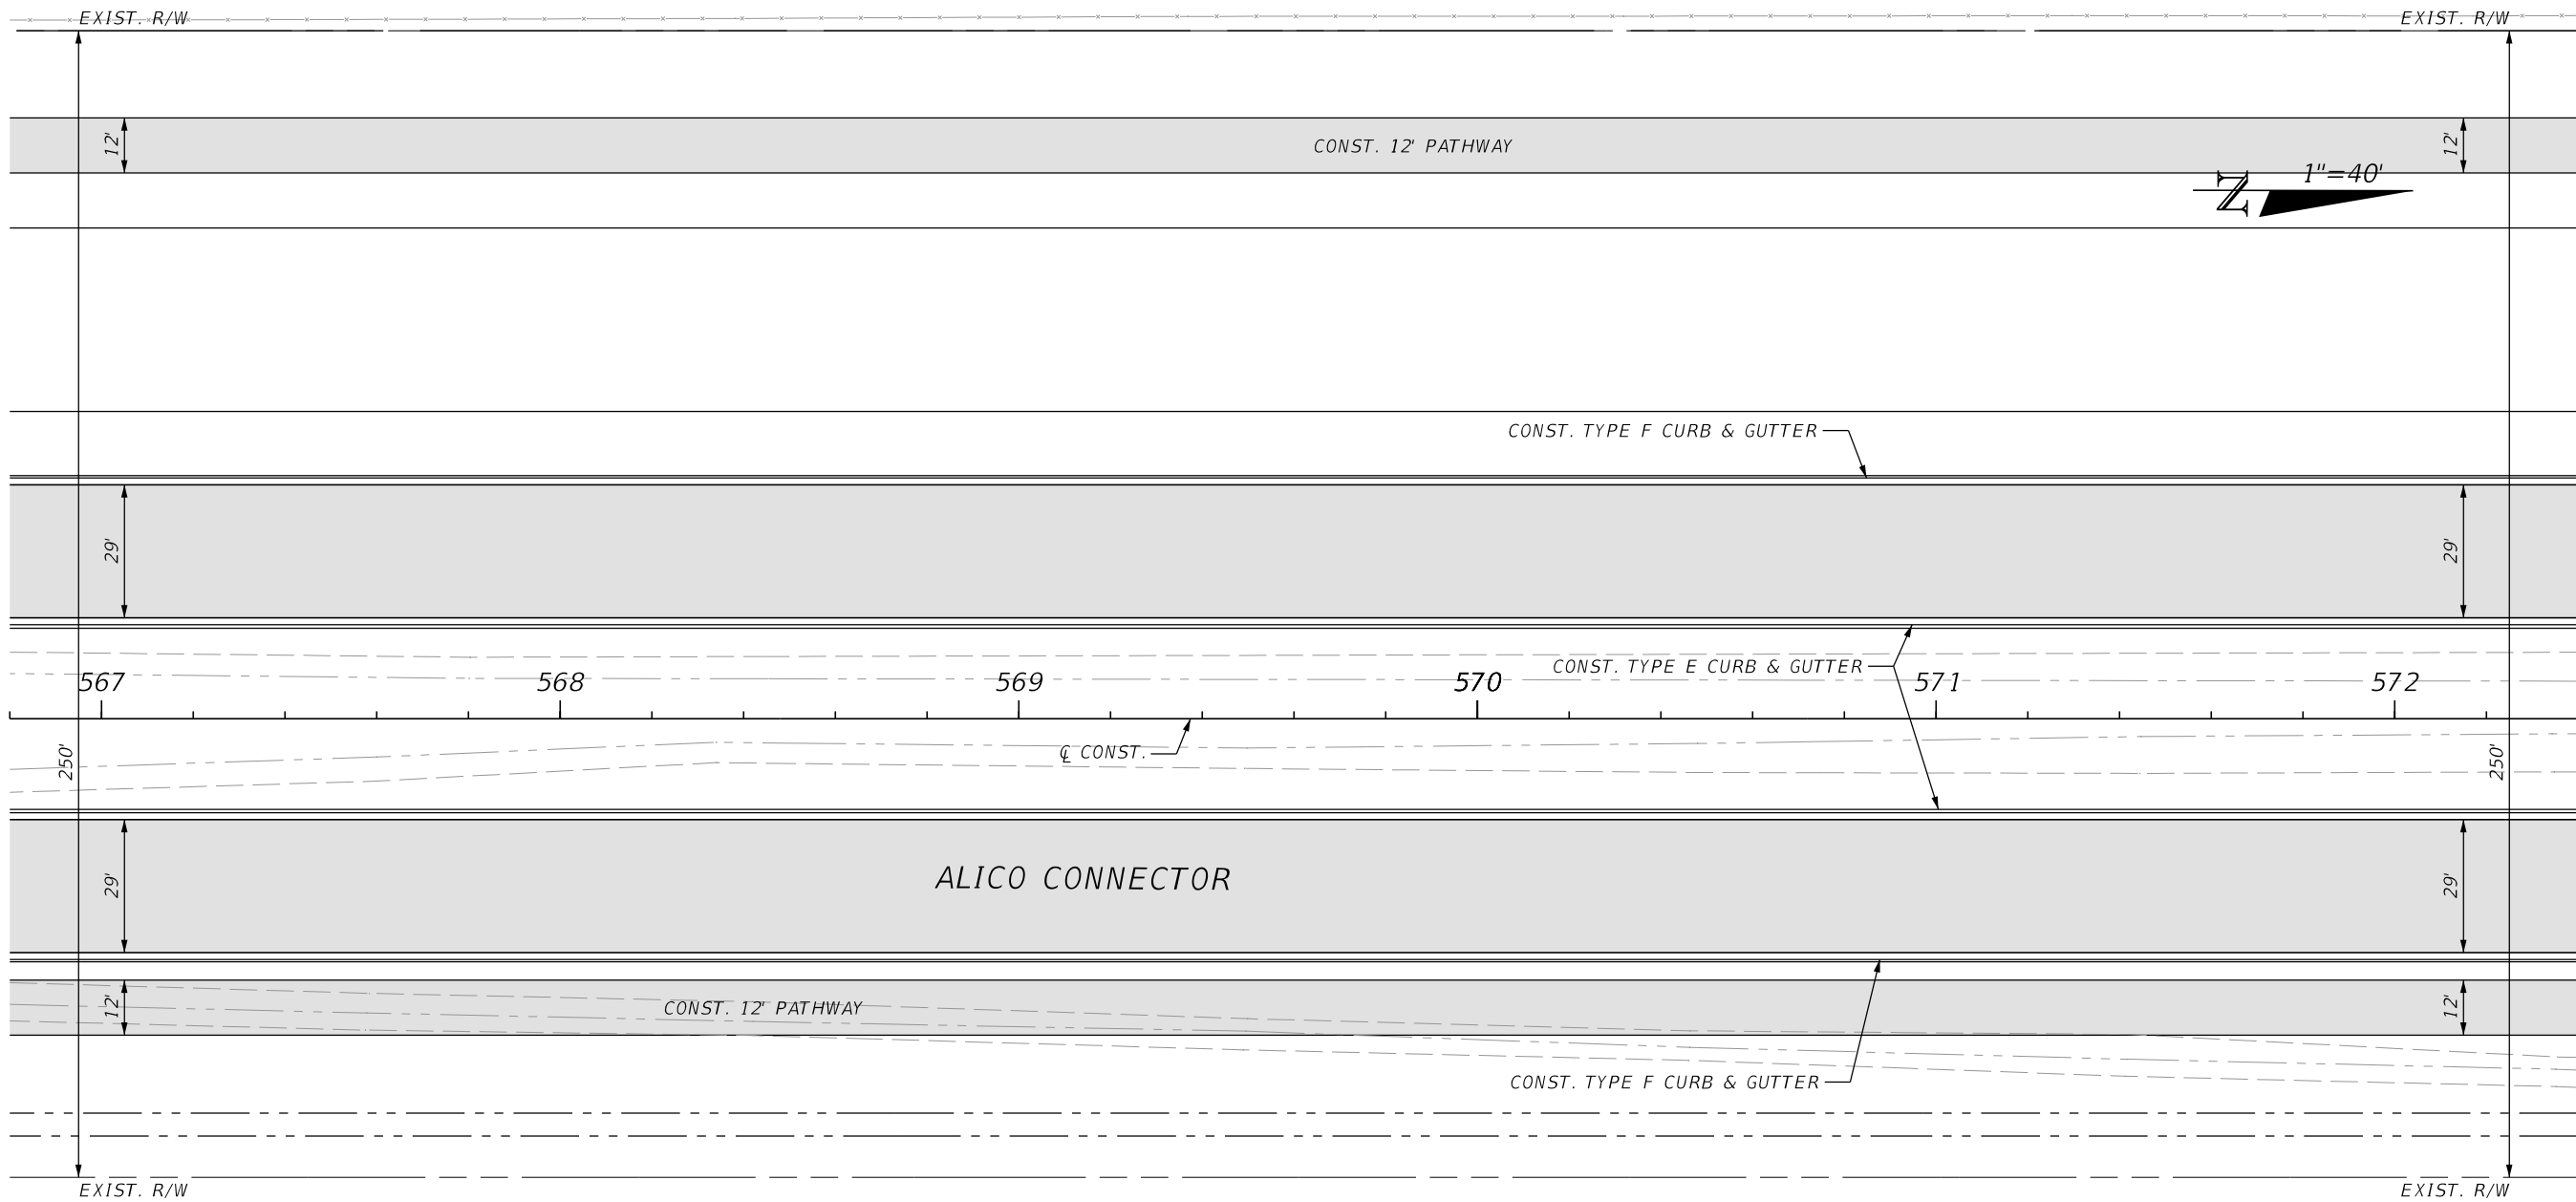 EXIST. R/W
EXIST. R/W
12'
CONST. 12' PATHWAY
12'
N
1"=40'
CONST. TYPE F CURB & GUTTER
29'
29'
CONST. TYPE E CURB & GUTTER
567
568
569
570
571
572
250'
℄ CONST.
250'
29'
ALICO CONNECTOR
29'
12'
CONST. 12' PATHWAY
12'
CONST. TYPE F CURB & GUTTER
EXIST. R/W
EXIST. R/W